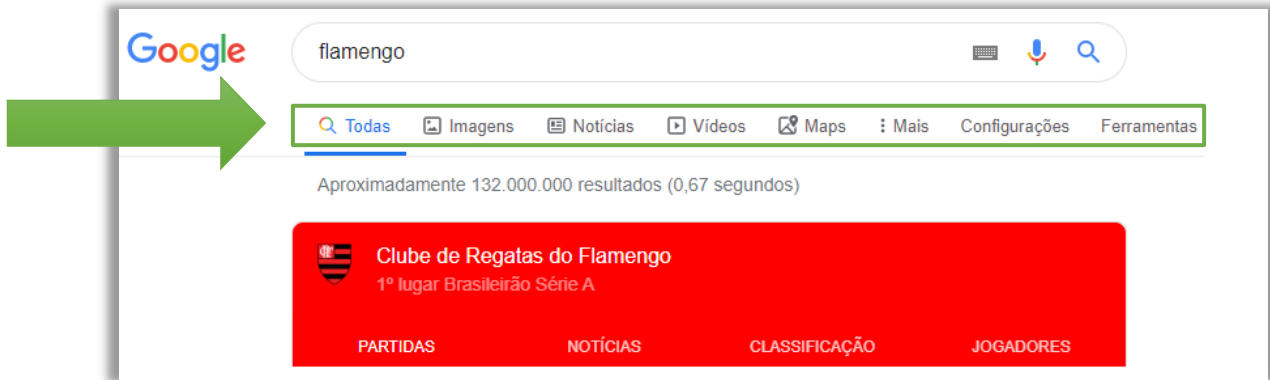 Google flamengo
Todas Imagens Notícias Vídeos Maps Mais Configurações Ferramentas
Aproximadamente 132.000.000 resultados (0,67 segundos)
Clube de Regatas do Flamengo
1º lugar Brasileirão Série A
PARTIDAS NOTÍCIAS CLASSIFICAÇÃO JOGADORES